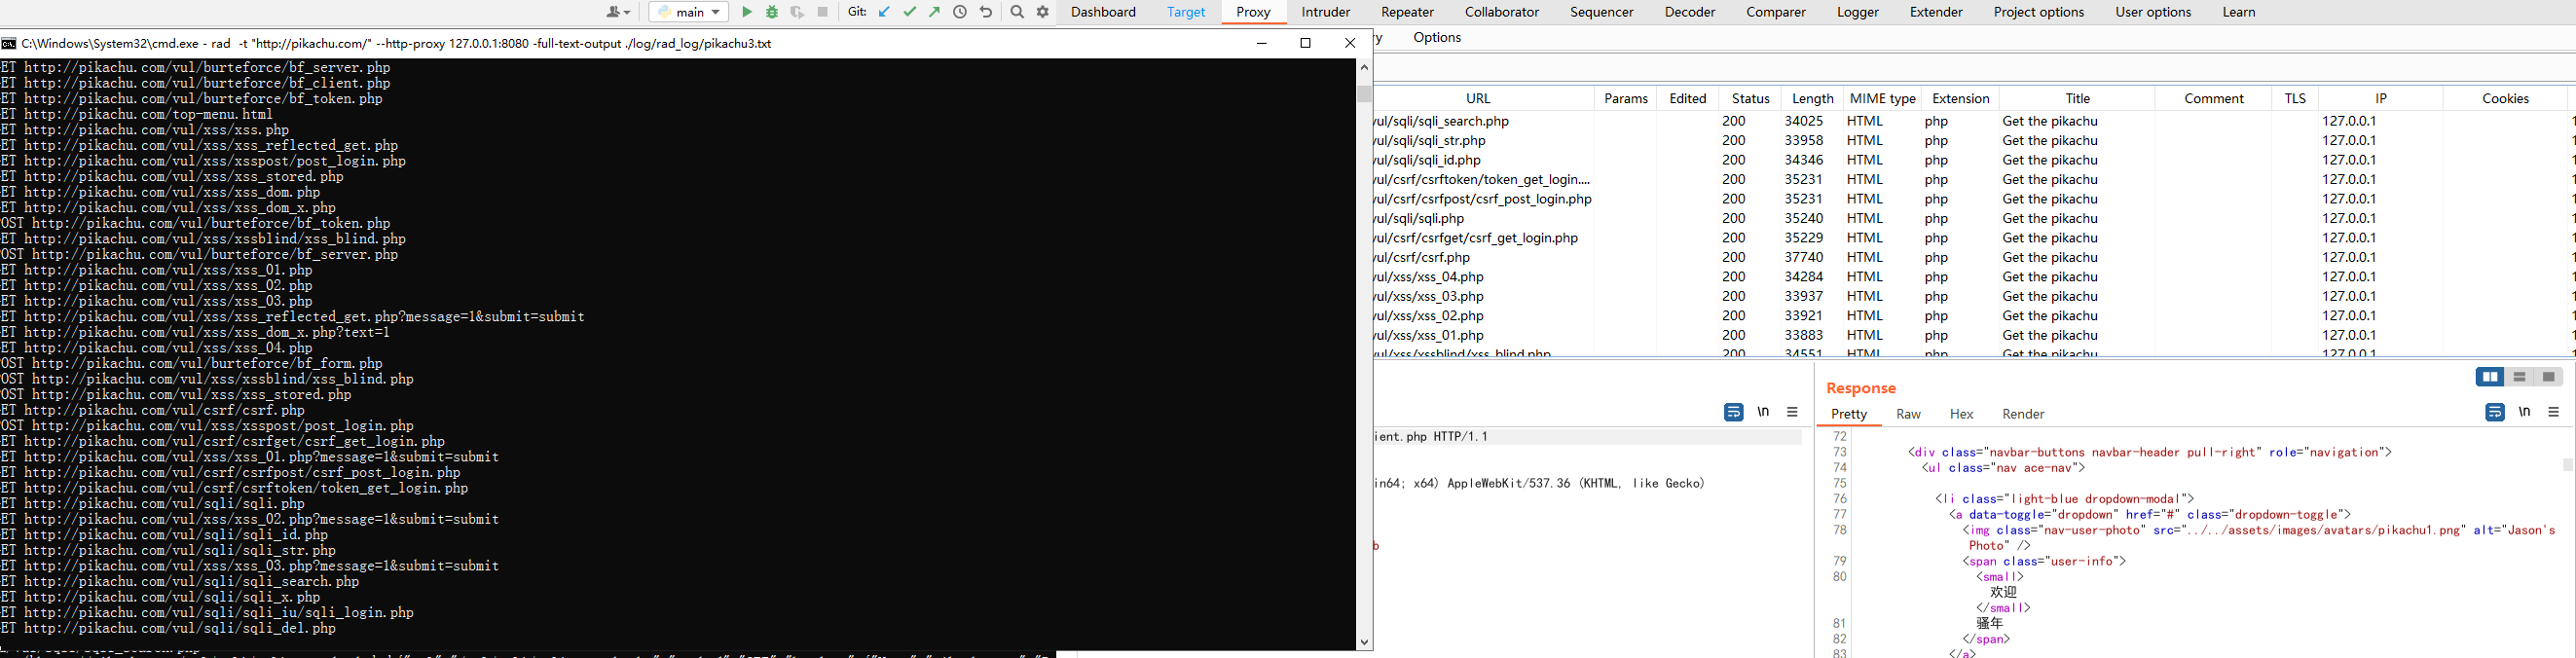 main Git: Dashboard Target Proxy Intruder Repeater Collaborator Sequencer Decoder Comparer Logger Extender Project options User options Learn
C:\Windows\System32\cmd.exe - rad -t "http://pikachu.com/" --http-proxy 127.0.0.1:8080 -full-text-output ./log/rad_log/pikachu3.txt
y Options
ET http://pikachu.com/vul/burteforce/bf_server.php
ET http://pikachu.com/vul/burteforce/bf_client.php
ET http://pikachu.com/vul/burteforce/bf_token.php
ET http://pikachu.com/top-menu.html
ET http://pikachu.com/vul/xss/xss.php
ET http://pikachu.com/vul/xss/xss_reflected_get.php
ET http://pikachu.com/vul/xss/xsspost/post_login.php
ET http://pikachu.com/vul/xss/xss_stored.php
ET http://pikachu.com/vul/xss/xss_dom.php
ET http://pikachu.com/vul/xss/xss_dom_x.php
OST http://pikachu.com/vul/burteforce/bf_token.php
ET http://pikachu.com/vul/xss/xssblind/xss_blind.php
OST http://pikachu.com/vul/burteforce/bf_server.php
ET http://pikachu.com/vul/xss/xss_01.php
ET http://pikachu.com/vul/xss/xss_02.php
ET http://pikachu.com/vul/xss/xss_03.php
ET http://pikachu.com/vul/xss/xss_reflected_get.php?message=1&submit=submit
ET http://pikachu.com/vul/xss/xss_dom_x.php?text=1
ET http://pikachu.com/vul/xss/xss_04.php
OST http://pikachu.com/vul/burteforce/bf_form.php
OST http://pikachu.com/vul/xss/xssblind/xss_blind.php
OST http://pikachu.com/vul/xss/xss_stored.php
ET http://pikachu.com/vul/csrf/csrf.php
OST http://pikachu.com/vul/xss/xsspost/post_login.php
ET http://pikachu.com/vul/csrf/csrfget/csrf_get_login.php
ET http://pikachu.com/vul/xss/xss_01.php?message=1&submit=submit
ET http://pikachu.com/vul/csrf/csrfpost/csrf_post_login.php
ET http://pikachu.com/vul/csrf/csrftoken/token_get_login.php
ET http://pikachu.com/vul/sqli/sqli.php
ET http://pikachu.com/vul/xss/xss_02.php?message=1&submit=submit
ET http://pikachu.com/vul/sqli/sqli_id.php
ET http://pikachu.com/vul/sqli/sqli_str.php
ET http://pikachu.com/vul/xss/xss_03.php?message=1&submit=submit
ET http://pikachu.com/vul/sqli/sqli_search.php
ET http://pikachu.com/vul/sqli/sqli_x.php
ET http://pikachu.com/vul/sqli/sqli_iu/sqli_login.php
ET http://pikachu.com/vul/sqli/sqli_del.php
URL Params Edited Status Length MIME type Extension Title Comment TLS IP Cookies
vul/sqli/sqli_search.php 200 34025 HTML php Get the pikachu 127.0.0.1
vul/sqli/sqli_str.php 200 33958 HTML php Get the pikachu 127.0.0.1
vul/sqli/sqli_id.php 200 34346 HTML php Get the pikachu 127.0.0.1
vul/csrf/csrftoken/token_get_login.... 200 35231 HTML php Get the pikachu 127.0.0.1
vul/csrf/csrfpost/csrf_post_login.php 200 35231 HTML php Get the pikachu 127.0.0.1
vul/sqli/sqli.php 200 35240 HTML php Get the pikachu 127.0.0.1
vul/csrf/csrfget/csrf_get_login.php 200 35229 HTML php Get the pikachu 127.0.0.1
vul/csrf/csrf.php 200 37740 HTML php Get the pikachu 127.0.0.1
vul/xss/xss_04.php 200 34284 HTML php Get the pikachu 127.0.0.1
vul/xss/xss_03.php 200 33937 HTML php Get the pikachu 127.0.0.1
vul/xss/xss_02.php 200 33921 HTML php Get the pikachu 127.0.0.1
vul/xss/xss_01.php 200 33883 HTML php Get the pikachu 127.0.0.1
vul/xss/xssblind/xss_blind.php 200 34551 HTML php Get the pikachu 127.0.0.1
\n
ient.php HTTP/1.1
in64; x64) AppleWebKit/537.36 (KHTML, like Gecko)
b
Response
Pretty Raw Hex Render \n
72
73 <div class="navbar-buttons navbar-header pull-right" role="navigation">
74 <ul class="nav ace-nav">
75
76 <li class="light-blue dropdown-modal">
77 <a data-toggle="dropdown" href="#" class="dropdown-toggle">
78 <img class="nav-user-photo" src="../../assets/images/avatars/pikachu1.png" alt="Jason's
Photo" />
79 <span class="user-info">
80 <small>
欢迎
</small>
81 骚年
82 </span>
83 </a>